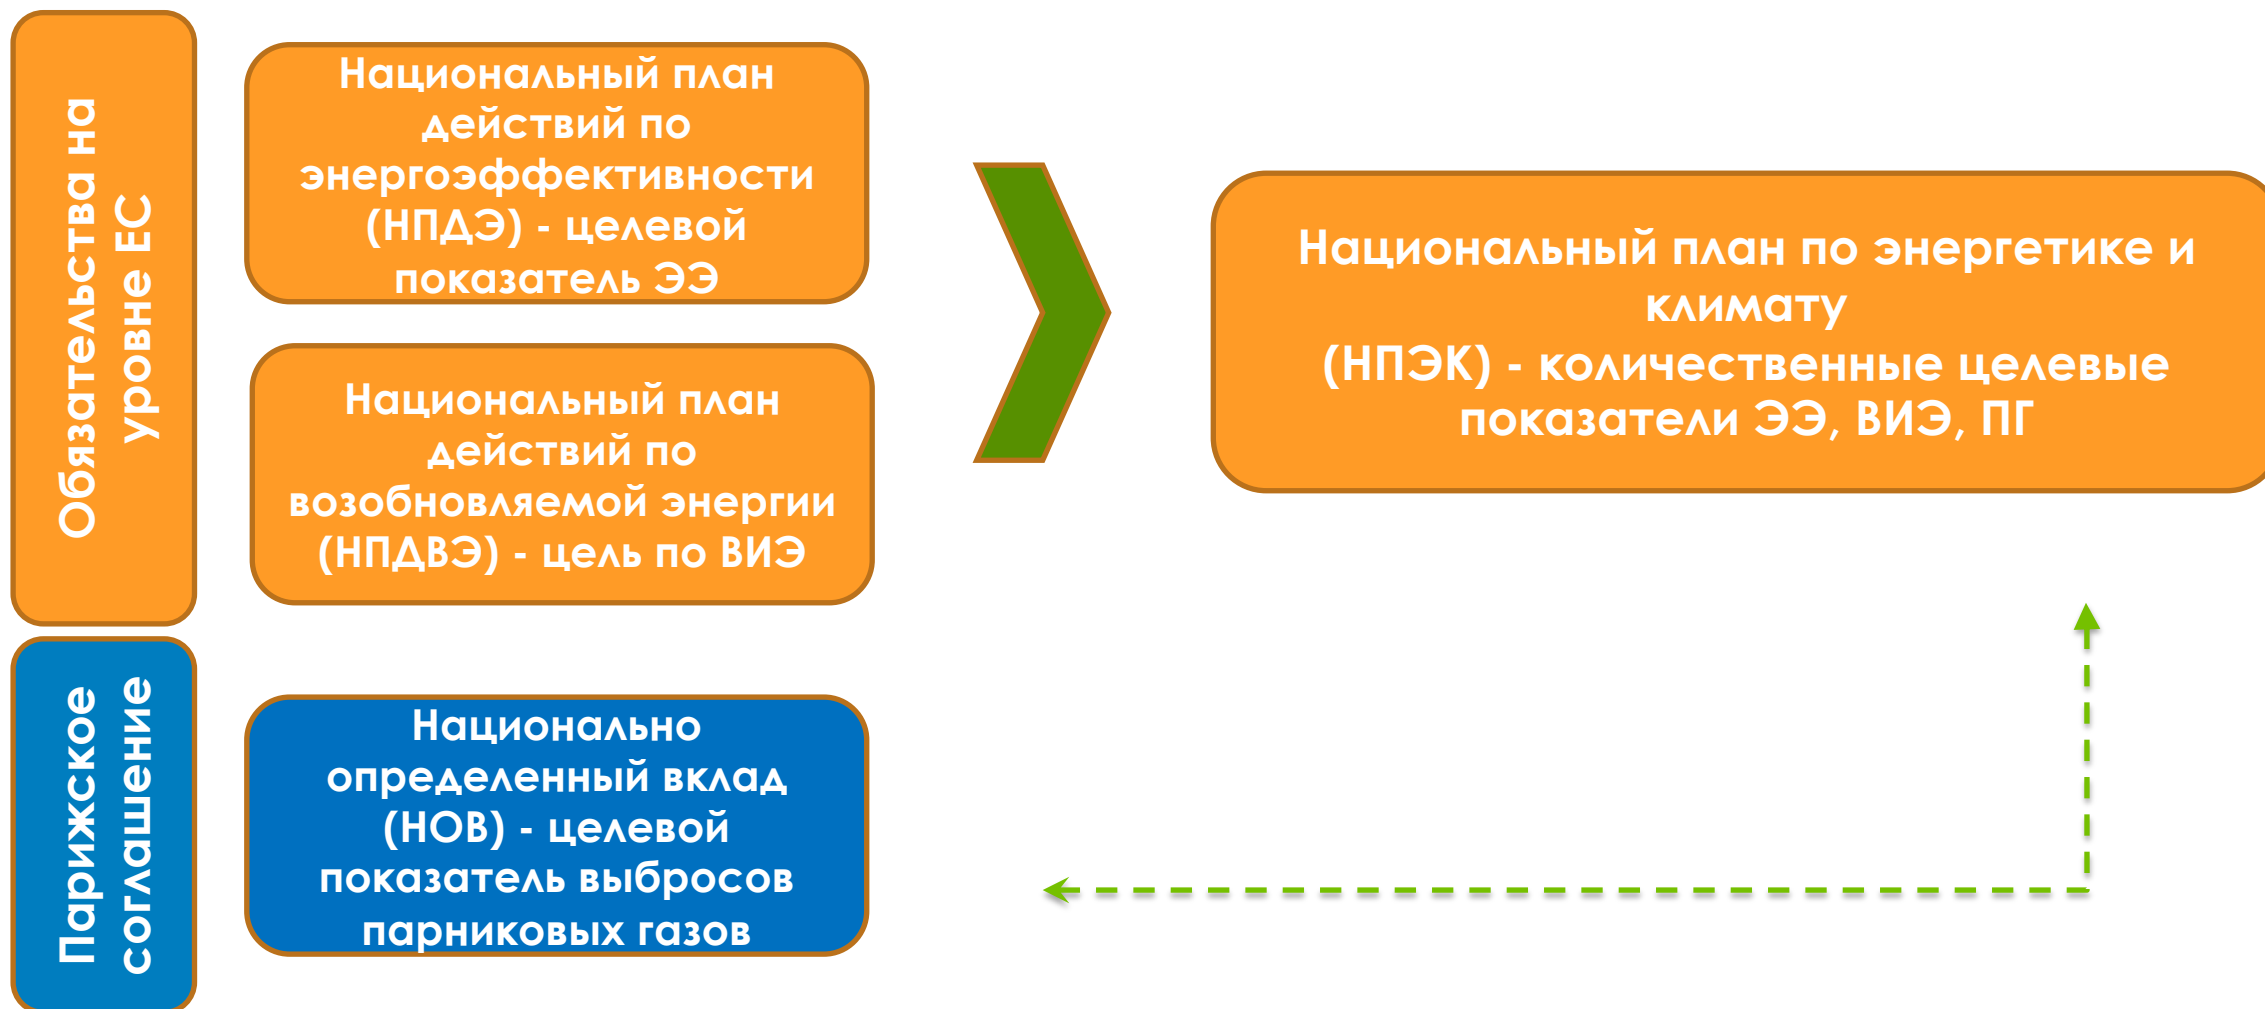 Обязательства на
уровне ЕС
Национальный план
действий по
энергоэффективности
(НПДЭ) - целевой
показатель ЭЭ
Национальный план
действий по
возобновляемой энергии
(НПДВЭ) - цель по ВИЭ
Национальный план по энергетике и
климату
(НПЭК) - количественные целевые
показатели ЭЭ, ВИЭ, ПГ
Парижское
соглашение
Национально
определенный вклад
(НОВ) - целевой
показатель выбросов
парниковых газов